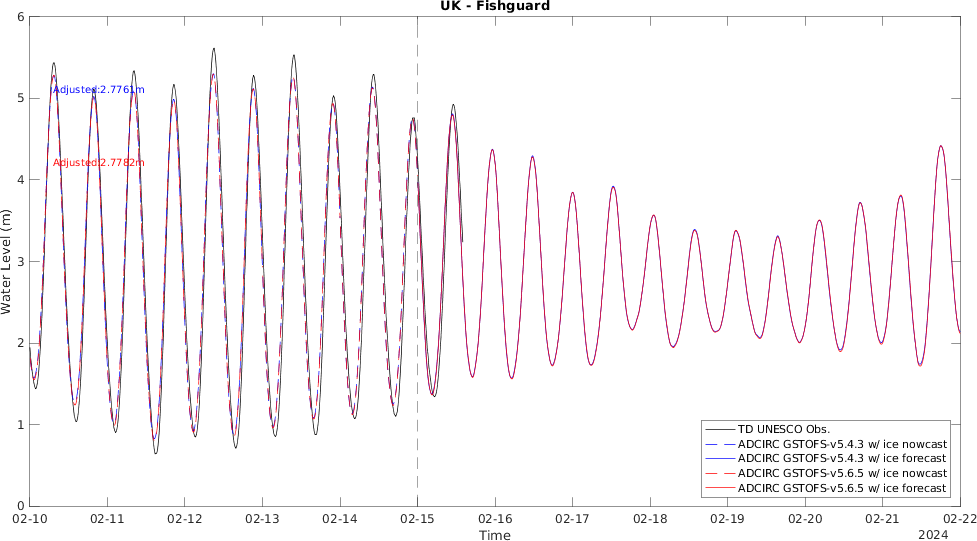 UK - Fishguard
6
5
4
3
2
1
0
Water Level (m)
Adjusted:2.7761m
Adjusted:2.7782m
TD UNESCO Obs.
ADCIRC GSTOFS-v5.4.3 w/ ice nowcast
ADCIRC GSTOFS-v5.4.3 w/ ice forecast
ADCIRC GSTOFS-v5.6.5 w/ ice nowcast
ADCIRC GSTOFS-v5.6.5 w/ ice forecast
02-10 02-11 02-12 02-13 02-14 02-15 02-16 02-17 02-18 02-19 02-20 02-21 02-22
Time
2024